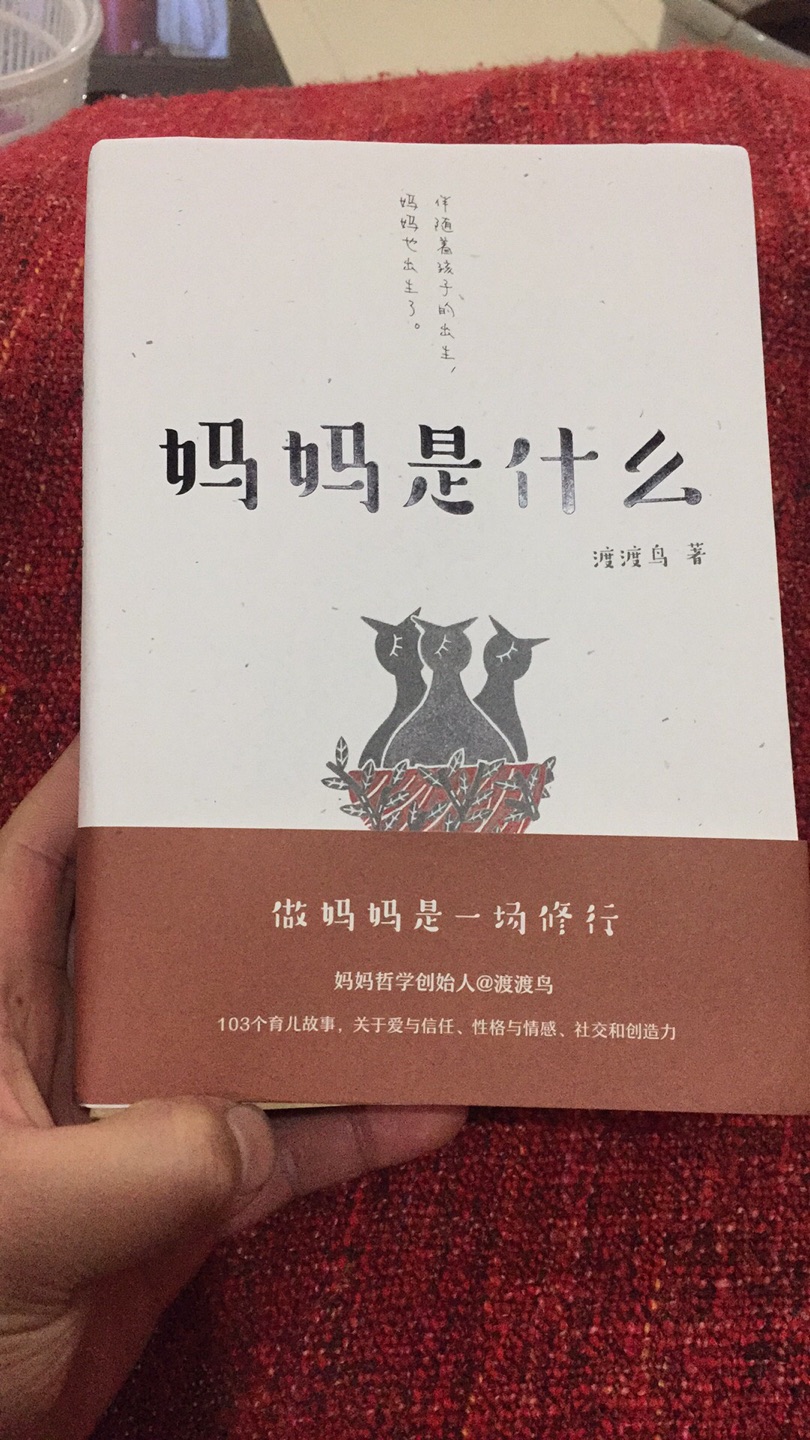 伴随着孩子的出生，
妈妈也出生了。
妈妈是什么
渡渡鸟 著
做妈妈是一场修行
妈妈哲学创始人@渡渡鸟
103个育儿故事，关于爱与信任、性格与情感、社交和创造力